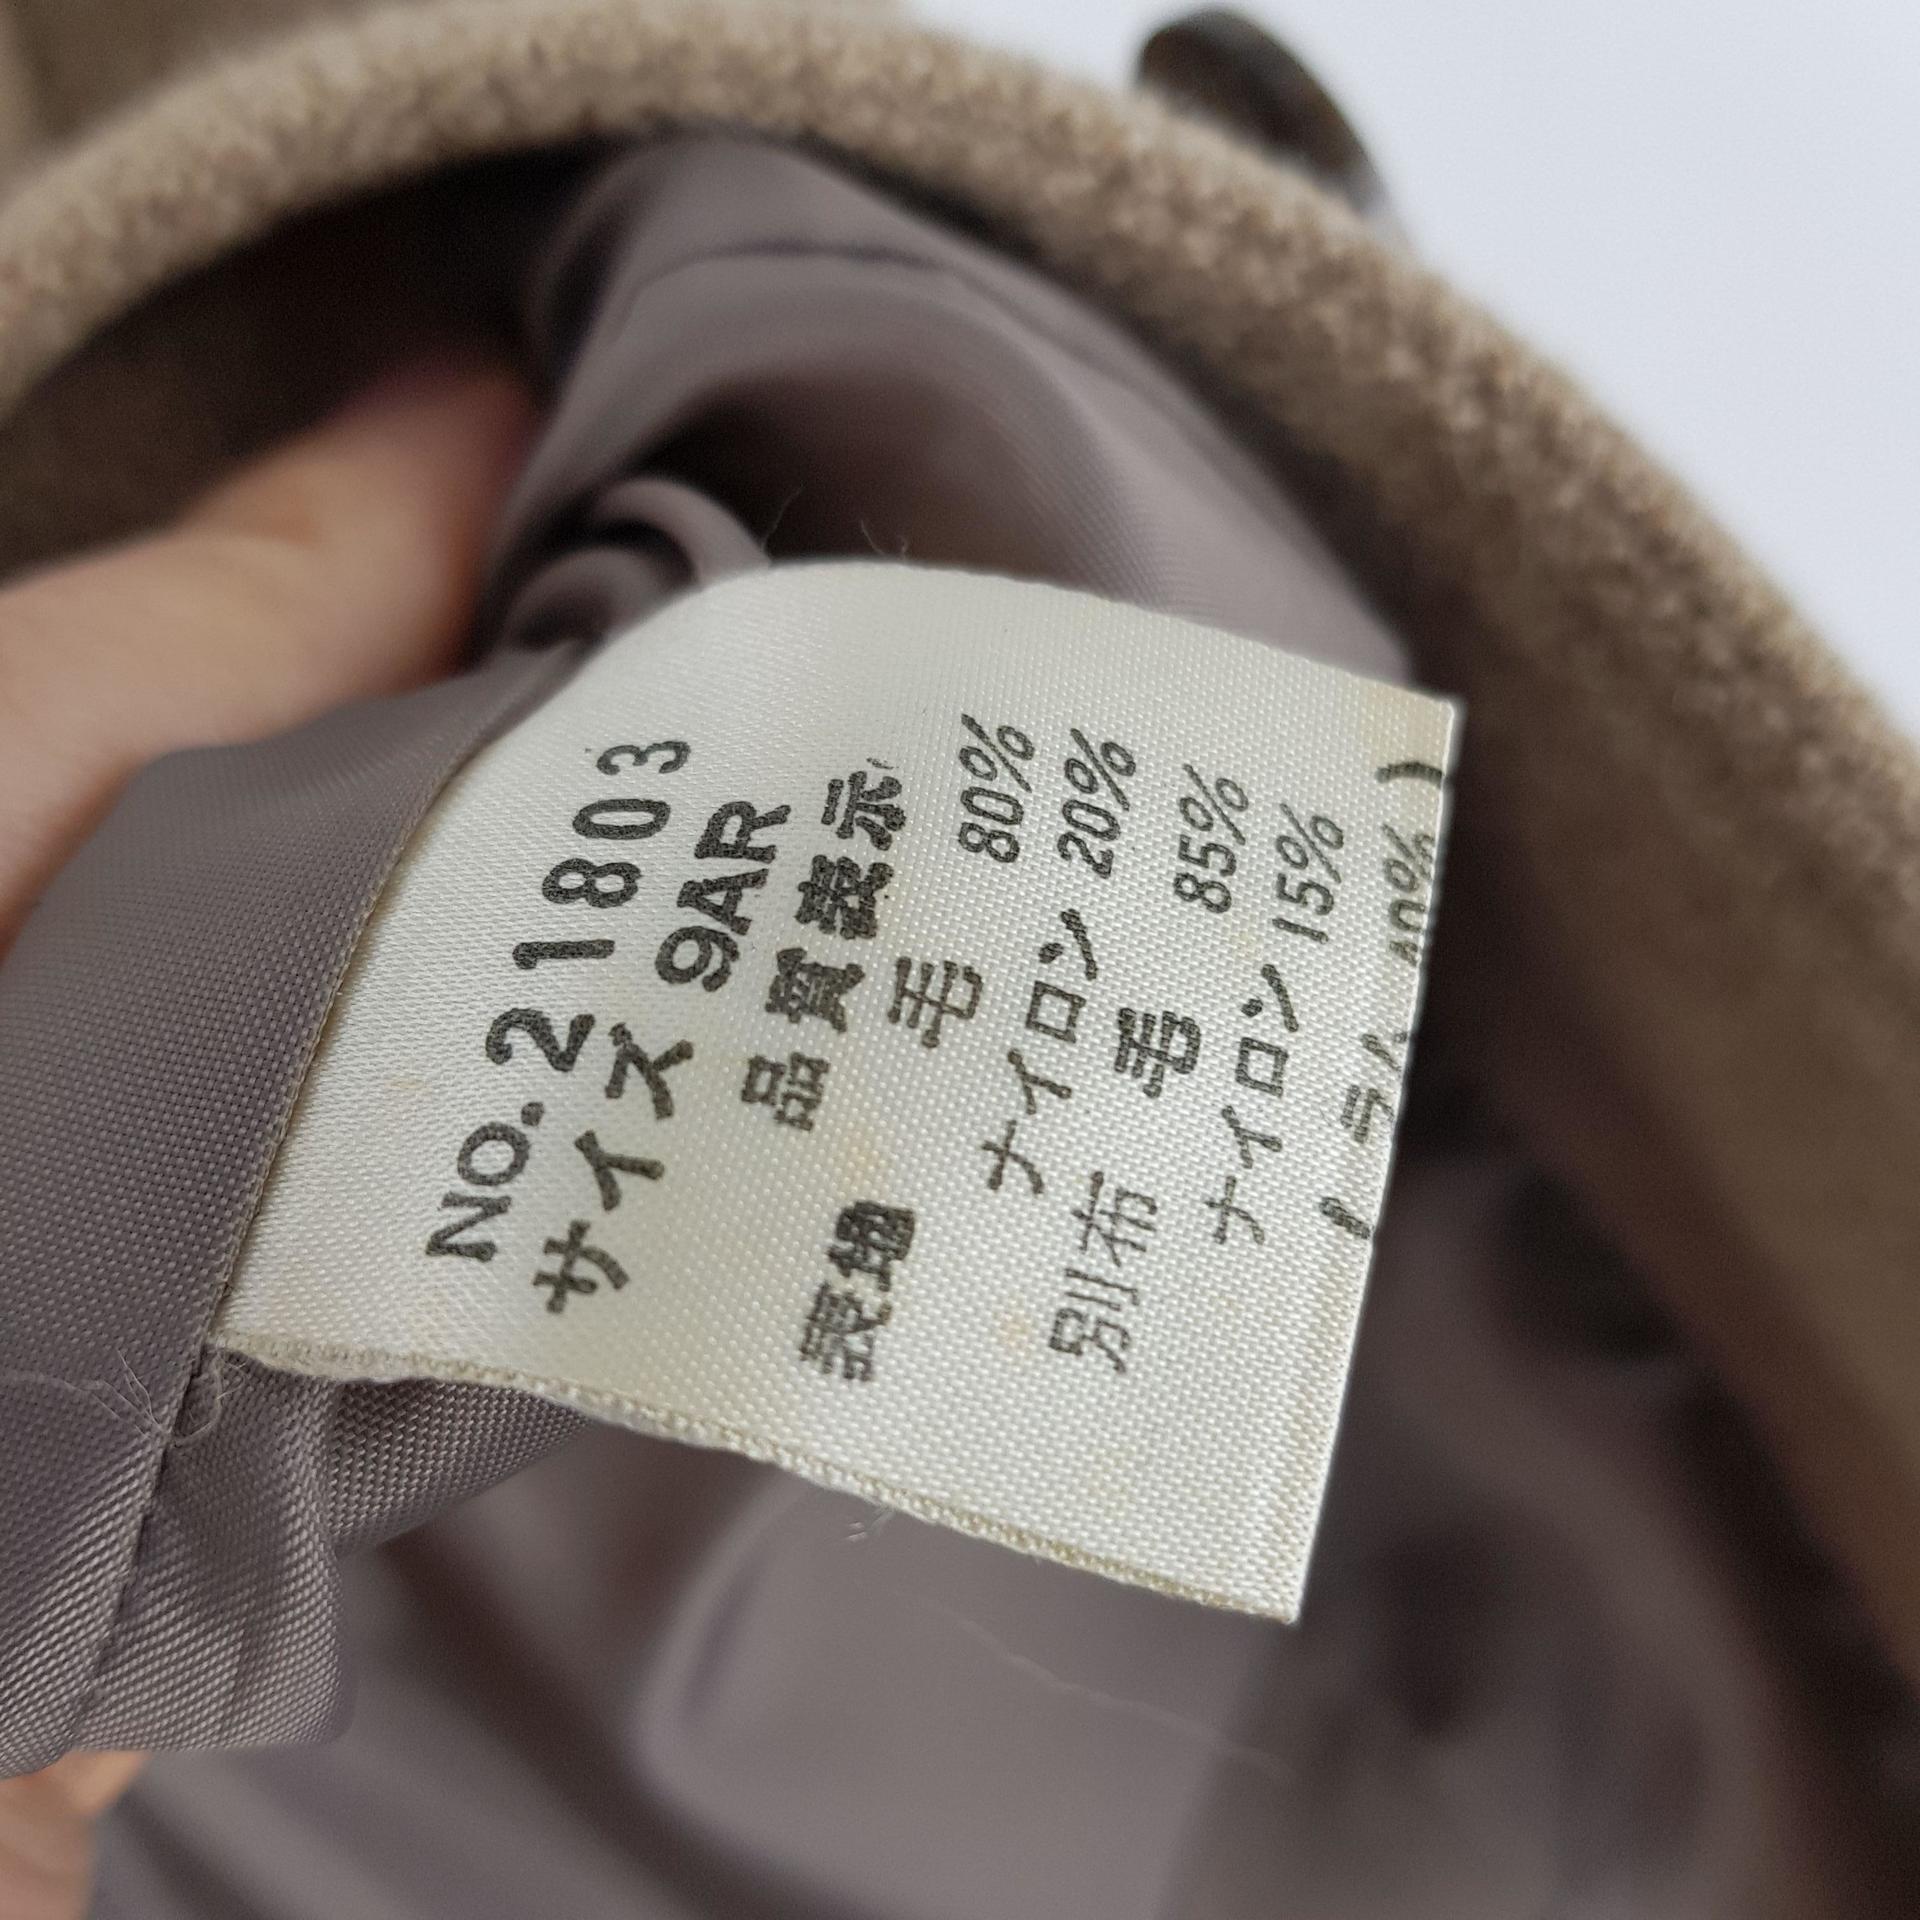 NO.21803
サイズ 9AR
品質表示
表地 毛 80%
ナイロン 20%
別布 毛 85%
ナイロン 15%